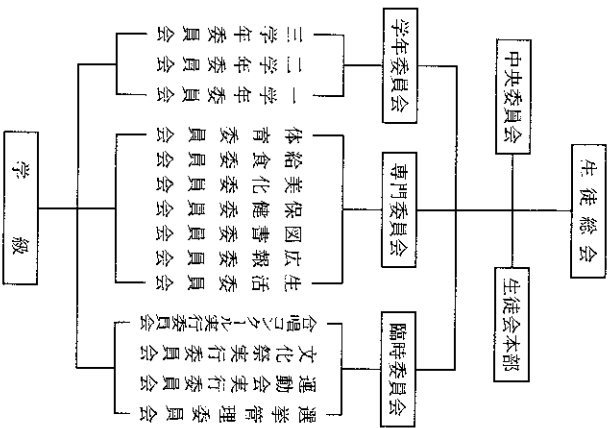 生徒総会
中央委員会
生徒会本部
学年委員会
専門委員会
臨時委員会
一学年委員会
二学年委員会
三学年委員会
生活委員会
広報委員会
図書委員会
保健委員会
美化委員会
給食委員会
体育委員会
選挙管理委員会
運動会実行委員会
文化祭実行委員会
合唱コンクール実行委員会
学級